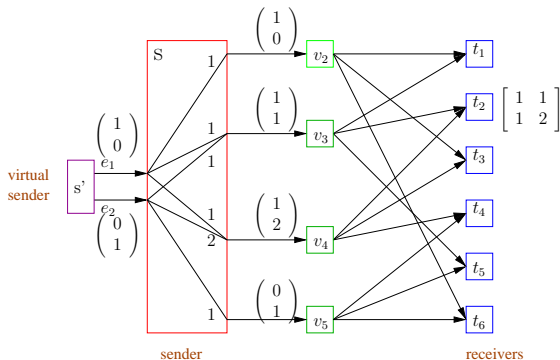 S
virtual
sender
s'
( 1 0 )
e₁
e₂
( 0 1 )
1
1
1
1
2
1
sender
( 1 0 )
( 1 1 )
( 1 2 )
( 0 1 )
v₂
v₃
v₄
v₅
t₁
t₂
[ 1 1
1 2 ]
t₃
t₄
t₅
t₆
receivers